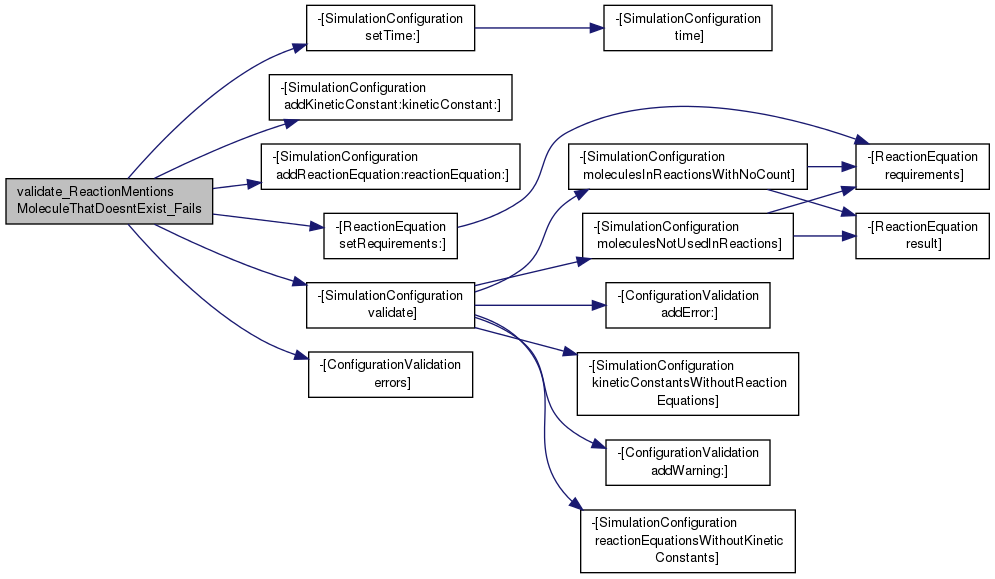 validate_ReactionMentions
MoleculeThatDoesntExist_Fails
-[SimulationConfiguration
setTime:]
-[SimulationConfiguration
time]
-[SimulationConfiguration
addKineticConstant:kineticConstant:]
-[SimulationConfiguration
addReactionEquation:reactionEquation:]
-[ReactionEquation
setRequirements:]
-[SimulationConfiguration
validate]
-[ConfigurationValidation
errors]
-[SimulationConfiguration
moleculesInReactionsWithNoCount]
-[SimulationConfiguration
moleculesNotUsedInReactions]
-[ConfigurationValidation
addError:]
-[SimulationConfiguration
kineticConstantsWithoutReaction
Equations]
-[ConfigurationValidation
addWarning:]
-[SimulationConfiguration
reactionEquationsWithoutKinetic
Constants]
-[ReactionEquation
requirements]
-[ReactionEquation
result]